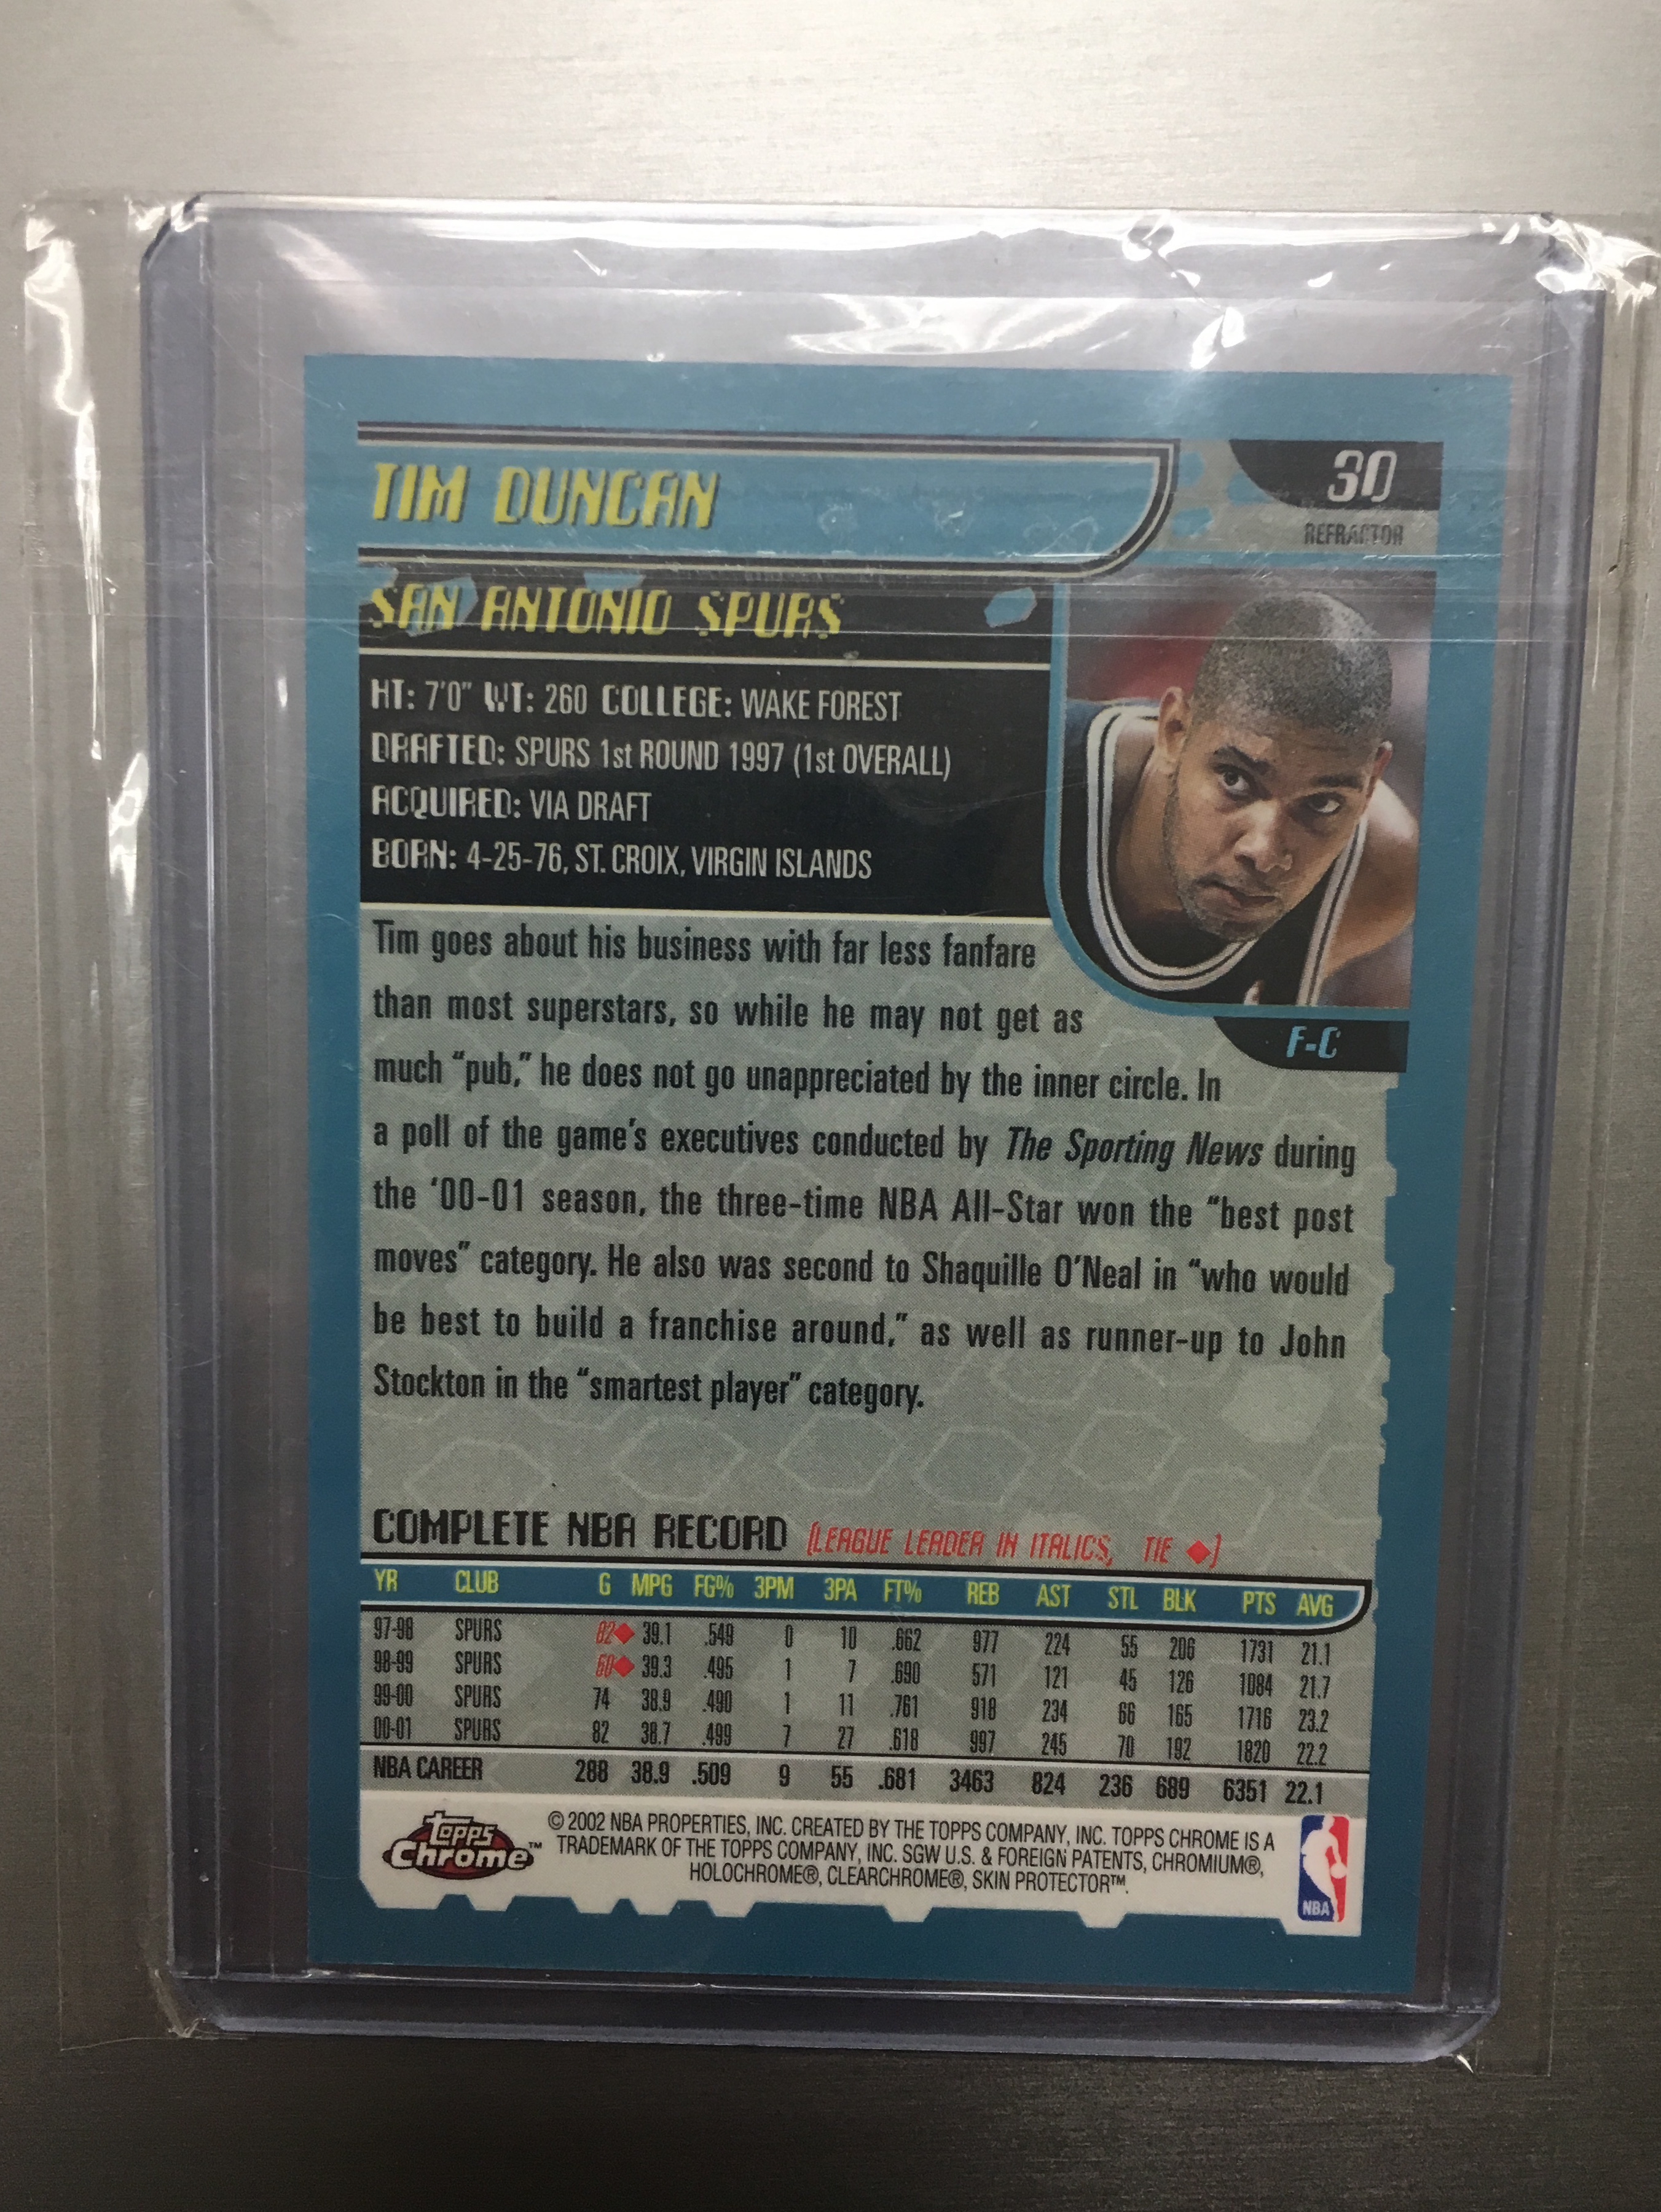 TIM DUNCAN
30
REFRACTOR
SAN ANTONIO SPURS
HT: 7'0" WT: 260 COLLEGE: WAKE FOREST
DRAFTED: SPURS 1st ROUND 1997 (1st OVERALL)
ACQUIRED: VIA DRAFT
BORN: 4-25-76, ST. CROIX, VIRGIN ISLANDS
F-C
Tim goes about his business with far less fanfare
than most superstars, so while he may not get as
much “pub,” he does not go unappreciated by the inner circle. In
a poll of the game's executives conducted by The Sporting News during
the ‘00-01 season, the three-time NBA All-Star won the “best post
moves” category. He also was second to Shaquille O'Neal in “who would
be best to build a franchise around,” as well as runner-up to John
Stockton in the “smartest player” category.
COMPLETE NBA RECORD (LEAGUE LEADER IN ITALICS, TIE ◆)
YR CLUB G MPG FG% 3PM 3PA FT% REB AST STL BLK PTS AVG
97-98 SPURS 82◆ 39.1 .549 0 10 .662 977 224 55 206 1731 21.1
98-99 SPURS 50◆ 39.3 .495 1 7 .690 571 121 45 126 1084 21.7
99-00 SPURS 74 38.9 .490 1 11 .761 918 234 66 165 1716 23.2
00-01 SPURS 82 38.7 .499 7 27 .618 997 245 70 192 1820 22.2
NBA CAREER 288 38.9 .509 9 55 .681 3463 824 236 689 6351 22.1
Topps
Chrome™
© 2002 NBA PROPERTIES, INC. CREATED BY THE TOPPS COMPANY, INC. TOPPS CHROME IS A
TRADEMARK OF THE TOPPS COMPANY, INC. SGW U.S. & FOREIGN PATENTS, CHROMIUM®,
HOLOCHROME®, CLEARCHROME®, SKIN PROTECTOR™.
NBA